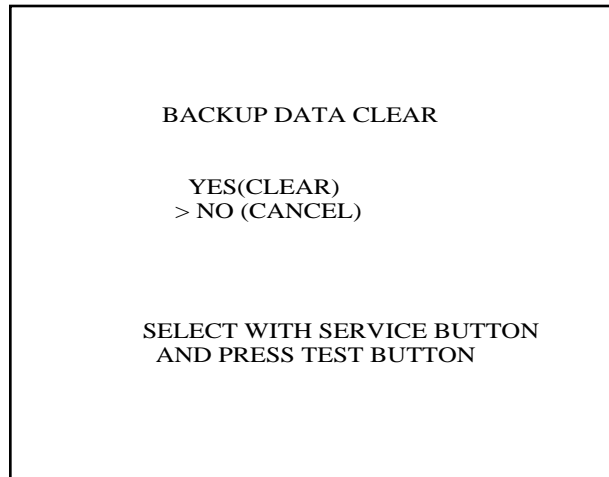 BACKUP DATA CLEAR
YES(CLEAR)
> NO (CANCEL)
SELECT WITH SERVICE BUTTON
AND PRESS TEST BUTTON